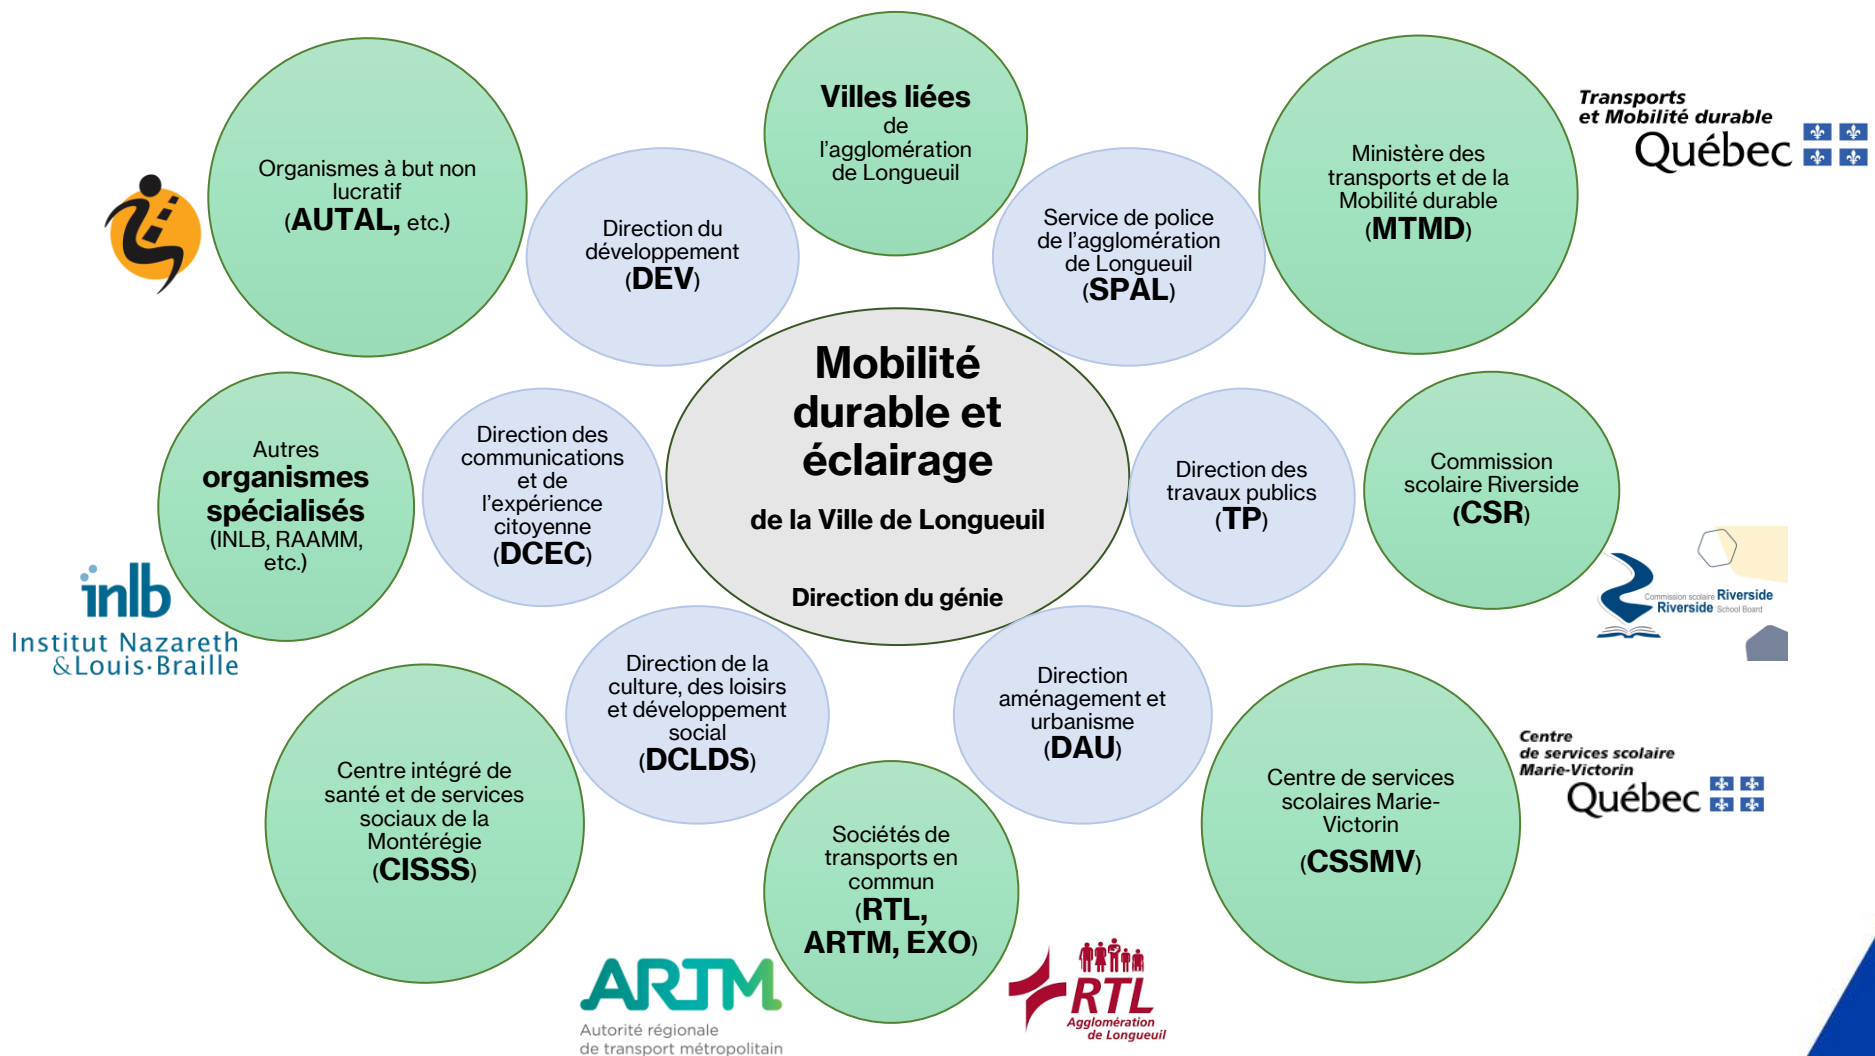 Villes liées
de
l'agglomération
de Longueuil
Organismes à but non
lucratif
(AUTAL, etc.)
Direction du
développement
(DEV)
Service de police
de l'agglomération
de Longueuil
(SPAL)
Ministère des
transports et de la
Mobilité durable
(MTMD)
Transports
et Mobilité durable
Québec
Autres
organismes
spécialisés
(INLB, RAAMM,
etc.)
inlb
Institut Nazareth
&Louis·Braille
Direction des
communications
et de
l'expérience
citoyenne
(DCEC)
Mobilité
durable et
éclairage
de la Ville de Longueuil
Direction du génie
Direction des
travaux publics
(TP)
Commission
scolaire Riverside
(CSR)
Commission scolaire Riverside
Riverside School Board
Centre intégré de
santé et de services
sociaux de la
Montérégie
(CISSS)
Direction de la
culture, des loisirs
et développement
social
(DCLDS)
Direction
aménagement et
urbanisme
(DAU)
Centre de services
scolaires Marie-
Victorin
(CSSMV)
Centre
de services scolaire
Marie-Victorin
Québec
Sociétés de
transports en
commun
(RTL,
ARTM, EXO)
ARTM
Autorité régionale
de transport métropolitain
RTL
Agglomération
de Longueuil